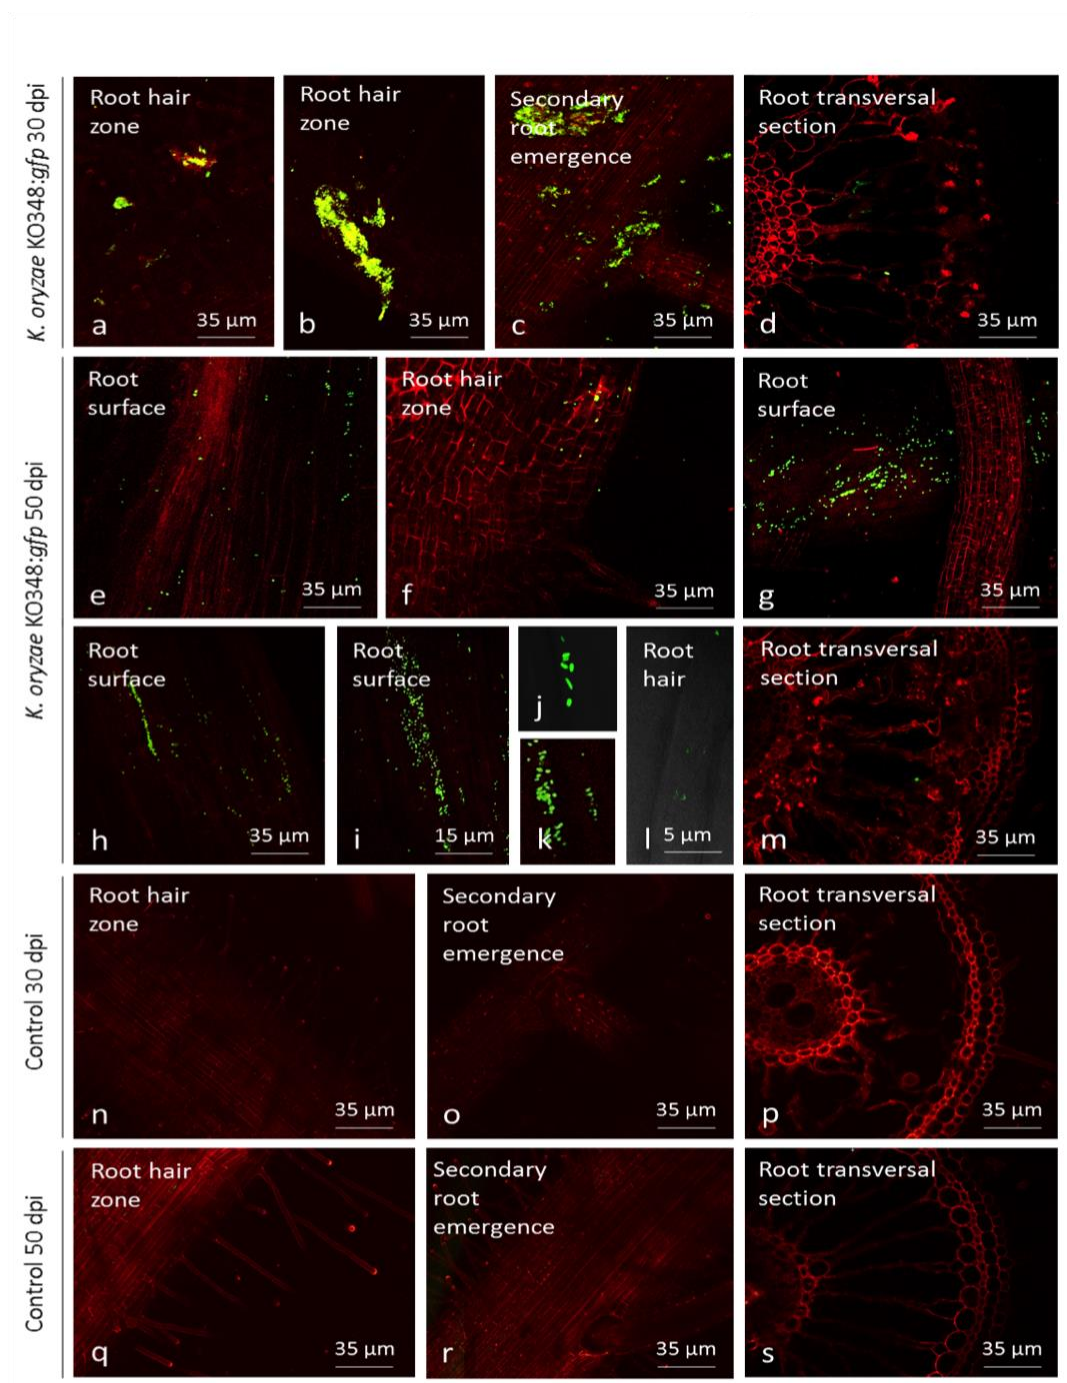 K. oryzae KO348:gfp 30 dpi
Root hair
zone
a
35 µm
Root hair
zone
b
35 µm
Secondary
root
emergence
c
35 µm
Root transversal
section
d
35 µm
K. oryzae KO348:gfp 50 dpi
Root
surface
e
35 µm
Root hair
zone
f
35 µm
Root
surface
g
35 µm
Root
surface
h
35 µm
Root
surface
i
15 µm
j
k
Root
hair
l
5 µm
Root transversal
section
m
35 µm
Control 30 dpi
Root hair
zone
n
35 µm
Secondary
root
emergence
o
35 µm
Root transversal
section
p
35 µm
Control 50 dpi
Root hair
zone
q
35 µm
Secondary
root
emergence
r
35 µm
Root transversal
section
s
35 µm